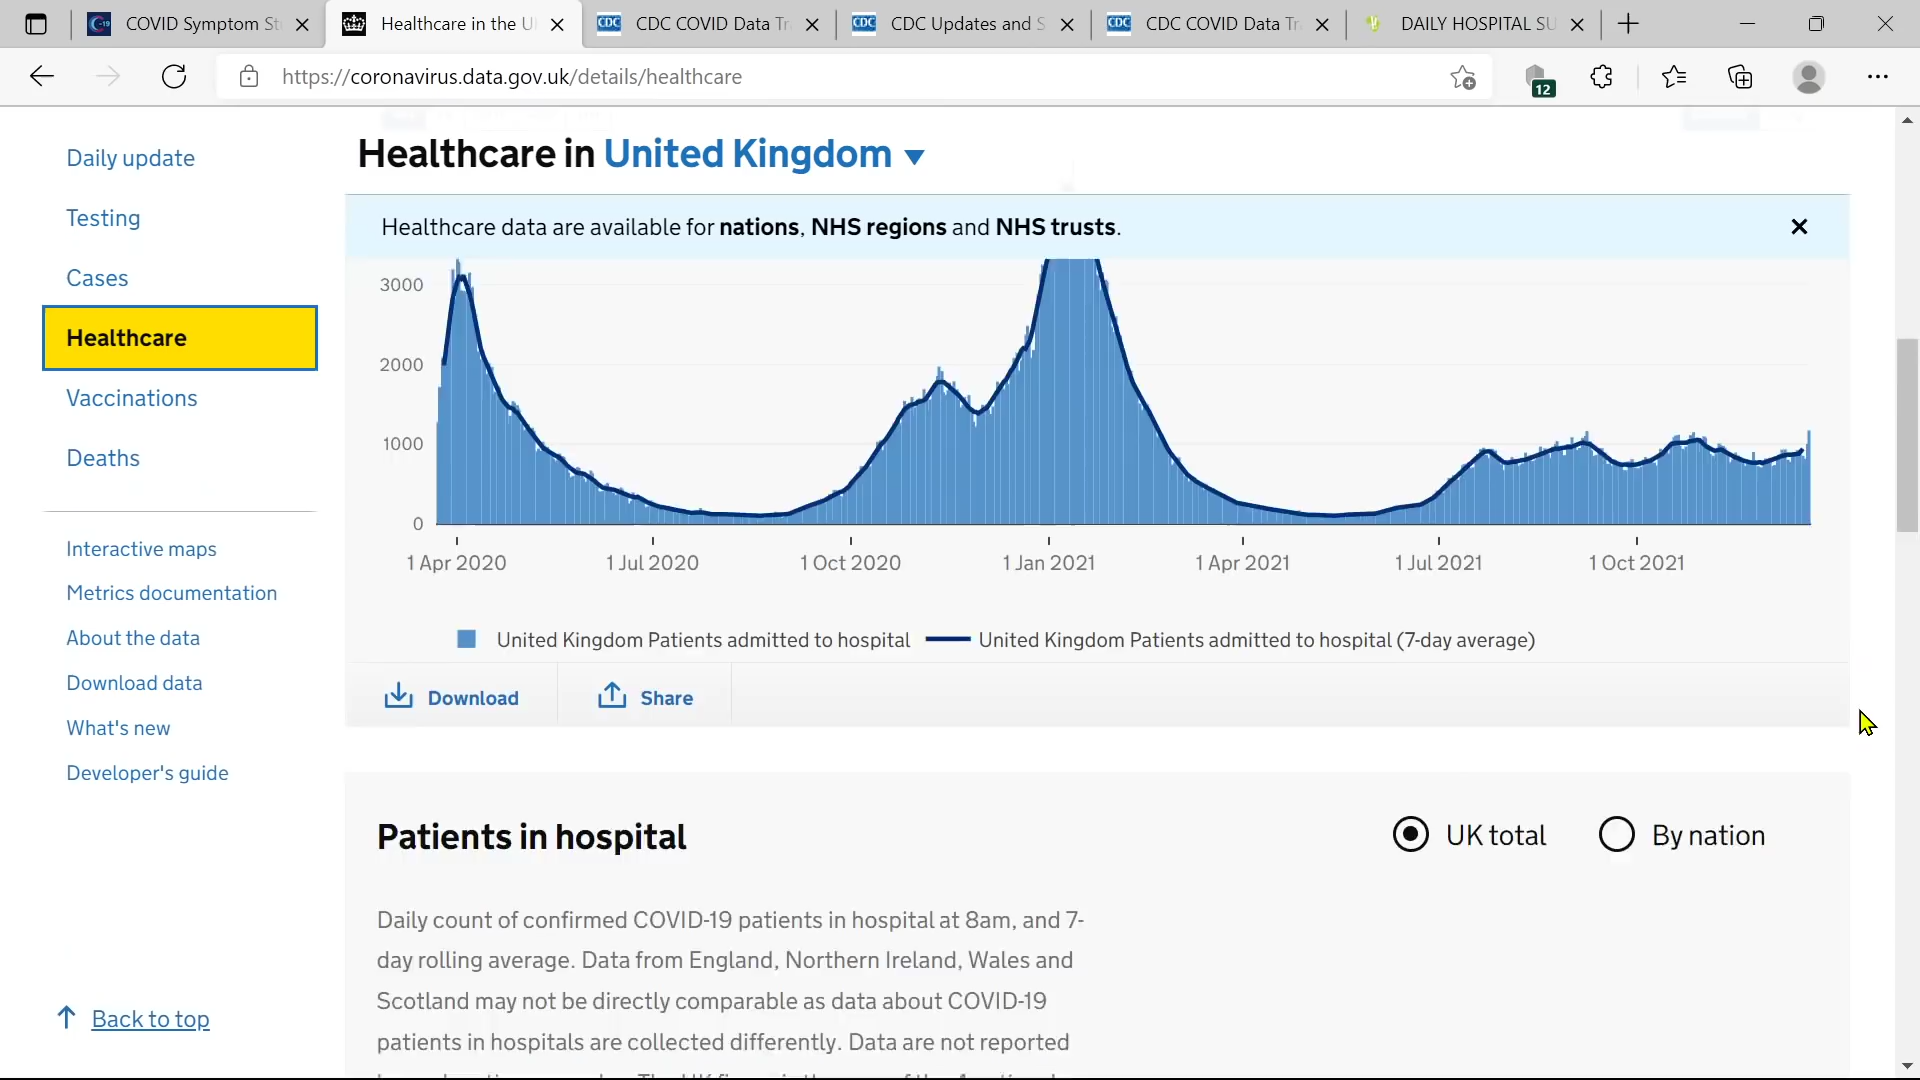 COVID Symptom St
Healthcare in the U
CDC COVID Data Tr
CDC Updates and S
CDC COVID Data Tr
DAILY HOSPITAL SU
https://coronavirus.data.gov.uk/details/healthcare
12
Daily update
Testing
Cases
Healthcare
Vaccinations
Deaths
Interactive maps
Metrics documentation
About the data
Download data
What's new
Developer's guide
Back to top
Healthcare in United Kingdom
Healthcare data are available for nations, NHS regions and NHS trusts.
3000
2000
1000
0
1 Apr 2020 1 Jul 2020 1 Oct 2020 1 Jan 2021 1 Apr 2021 1 Jul 2021 1 Oct 2021
United Kingdom Patients admitted to hospital United Kingdom Patients admitted to hospital (7-day average)
Download Share
Patients in hospital
UK total By nation
Daily count of confirmed COVID-19 patients in hospital at 8am, and 7-
day rolling average. Data from England, Northern Ireland, Wales and
Scotland may not be directly comparable as data about COVID-19
patients in hospitals are collected differently. Data are not reported